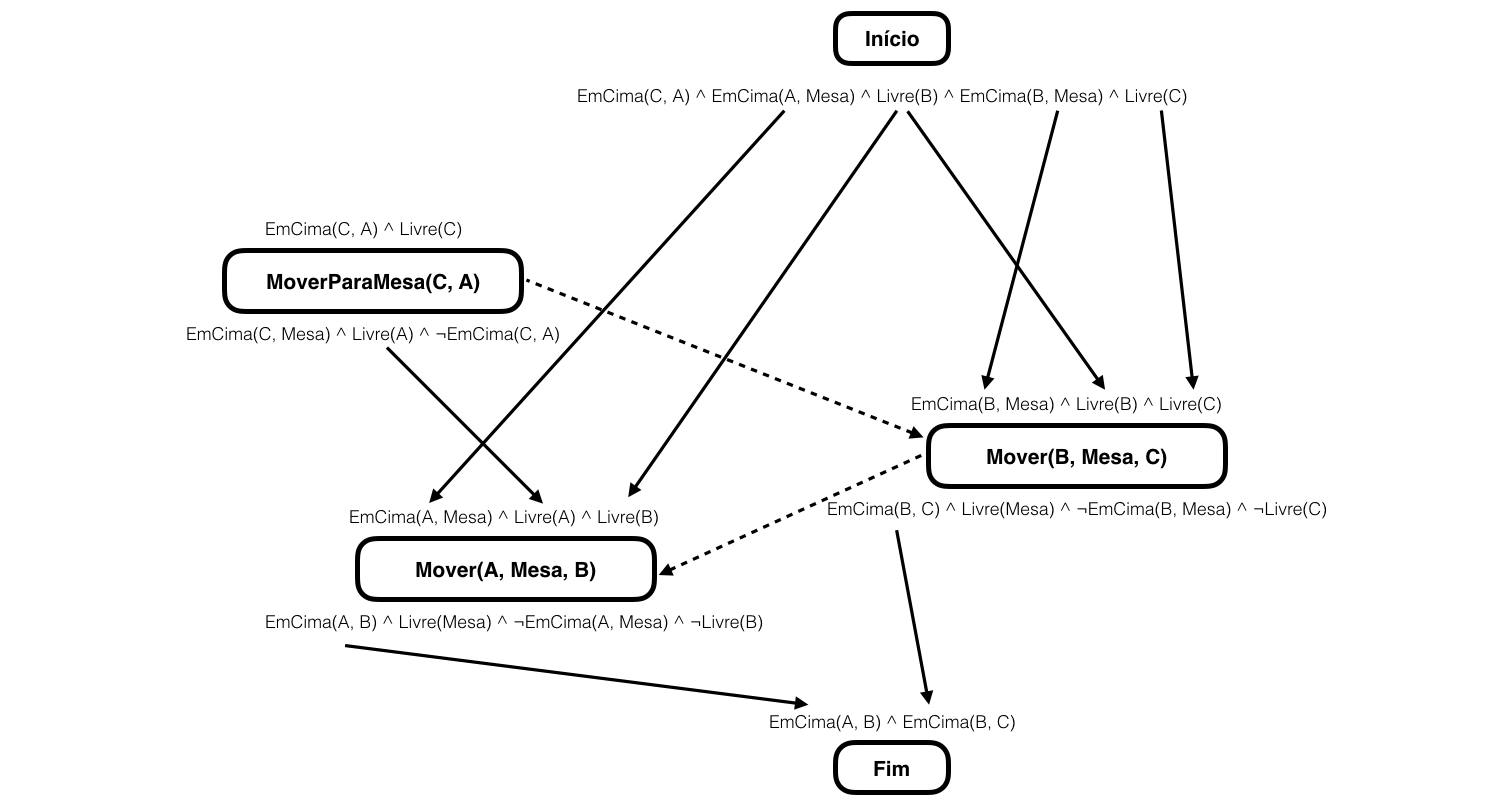 Início
EmCima(C, A) ^ EmCima(A, Mesa) ^ Livre(B) ^ EmCima(B, Mesa) ^ Livre(C)
EmCima(C, A) ^ Livre(C)
MoverParaMesa(C, A)
EmCima(C, Mesa) ^ Livre(A) ^ ¬EmCima(C, A)
EmCima(B, Mesa) ^ Livre(B) ^ Livre(C)
Mover(B, Mesa, C)
EmCima(B, C) ^ Livre(Mesa) ^ ¬EmCima(B, Mesa) ^ ¬Livre(C)
EmCima(A, Mesa) ^ Livre(A) ^ Livre(B)
Mover(A, Mesa, B)
EmCima(A, B) ^ Livre(Mesa) ^ ¬EmCima(A, Mesa) ^ ¬Livre(B)
EmCima(A, B) ^ EmCima(B, C)
Fim